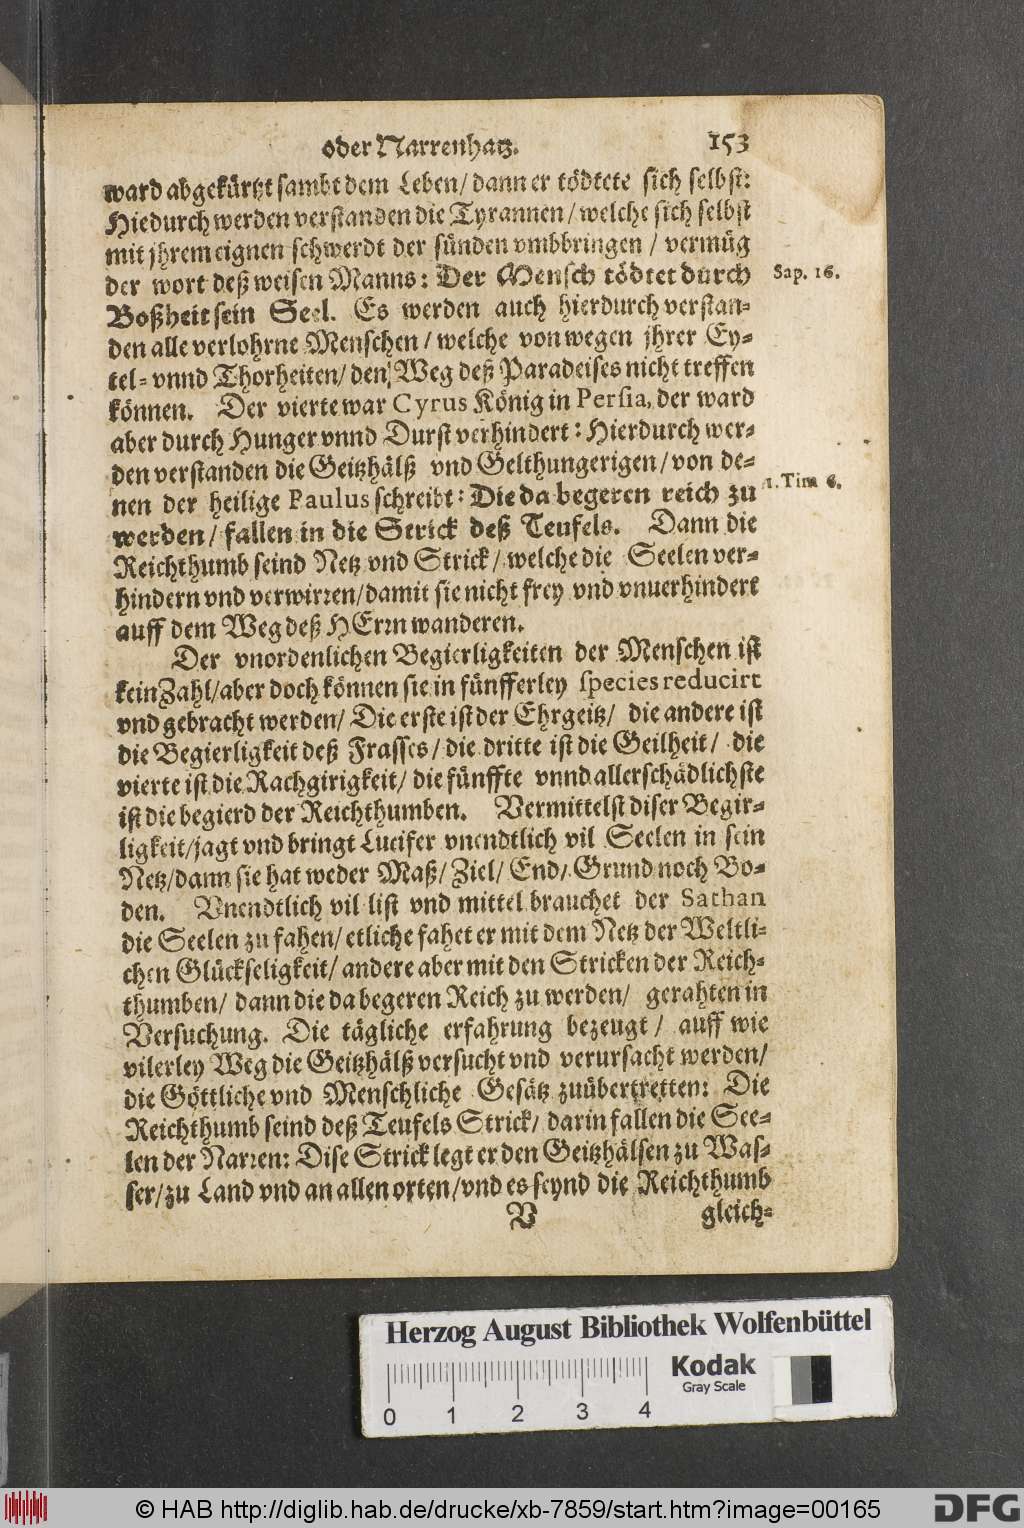 oder Narrenhatz. 153
ward abgekürtzt sambt dem Leben/ dann er tödtete sich selbst:
Hiedurch werden verstanden die Tyrannen/ welche sich selbst
mit jhrem eignen schwerdt der sünden vmbbringen / vermüg
der wort deß weisen Manns: Der Mensch tödtet durch
Sap. 16.
Boßheit sein Seel. Es werden auch hierdurch verstan-
den alle verlohrne Menschen/ welche von wegen jhrer Ey-
tel- vnnd Thorheiten/ den Weg deß Paradeises nicht treffen
können. Der vierte war Cyrus König in Persia, der ward
aber durch Hunger vnnd Durst verhindert: Hierdurch wer-
den verstanden die Geitzhälß vnd Gelthungerigen/ von de-
nen der heilige Paulus schreibt: Die da begeren reich zu
1. Tim 6.
werden/ fallen in die Strick deß Teufels. Dann die
Reichthumb seind Netz vnd Strick/ welche die Seelen ver-
hindern vnd verwirren/ damit sie nicht frey vnd vnuerhindert
auff dem Weg deß HErrn wanderen.
Der vnordenlichen Begierligkeiten der Menschen ist
kein Zahl/ aber doch können sie in fünfferley species reducirt
vnd gebracht werden/ Die erste ist der Ehrgeitz/ die andere ist
die Begierligkeit deß Frasses/ die dritte ist die Geilheit/ die
vierte ist die Rachgirigkeit/ die fünffte vnnd allerschädlichste
ist die begierd der Reichthumben. Vermittelst diser Begir-
ligkeit/ jagt vnd bringt Lucifer vnendtlich vil Seelen in sein
Netz/ dann sie hat weder Maß/ Ziel/ End/ Grund noch Bo-
den. Vnendtlich vil list vnd mittel brauchet der Sathan
die Seelen zu fahen/ etliche fahet er mit dem Netz der Weltli-
chen Glückseligkeit/ andere aber mit den Stricken der Reich-
thumben/ dann die da begeren Reich zu werden/ gerahten in
Versuchung. Die tägliche erfahrung bezeugt / auff wie
vilerley Weg die Geitzhälß versucht vnd verursacht werden/
die Göttliche vnd Menschliche Gesätz zuübertretten: Die
Reichthumb seind deß Teufels Strick/ darin fallen die See-
len der Narren: Dise Strick legt er den Geitzhälsen zu Was-
ser/ zu Land vnd an allen orten/ vnd es seynd die Reichthumb
V gleich-
Herzog August Bibliothek Wolfenbüttel
Kodak
Gray Scale
0 1 2 3 4
© HAB http://diglib.hab.de/drucke/xb-7859/start.htm?image=00165
DFG